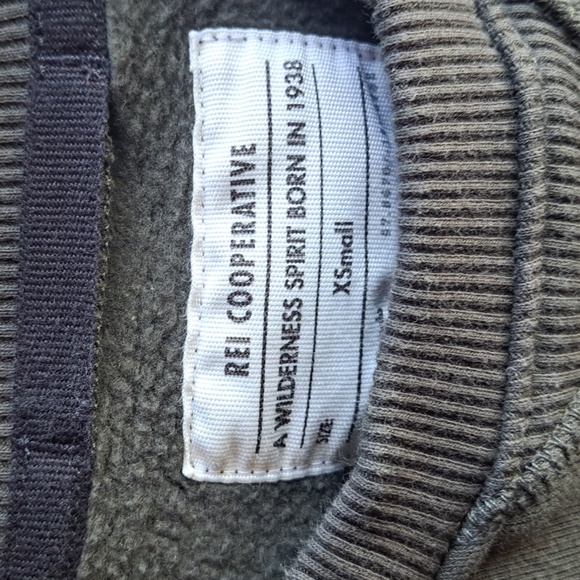 REI COOPERATIVE
A WILDERNESS SPIRIT BORN IN 1938
SIZE: XSmall